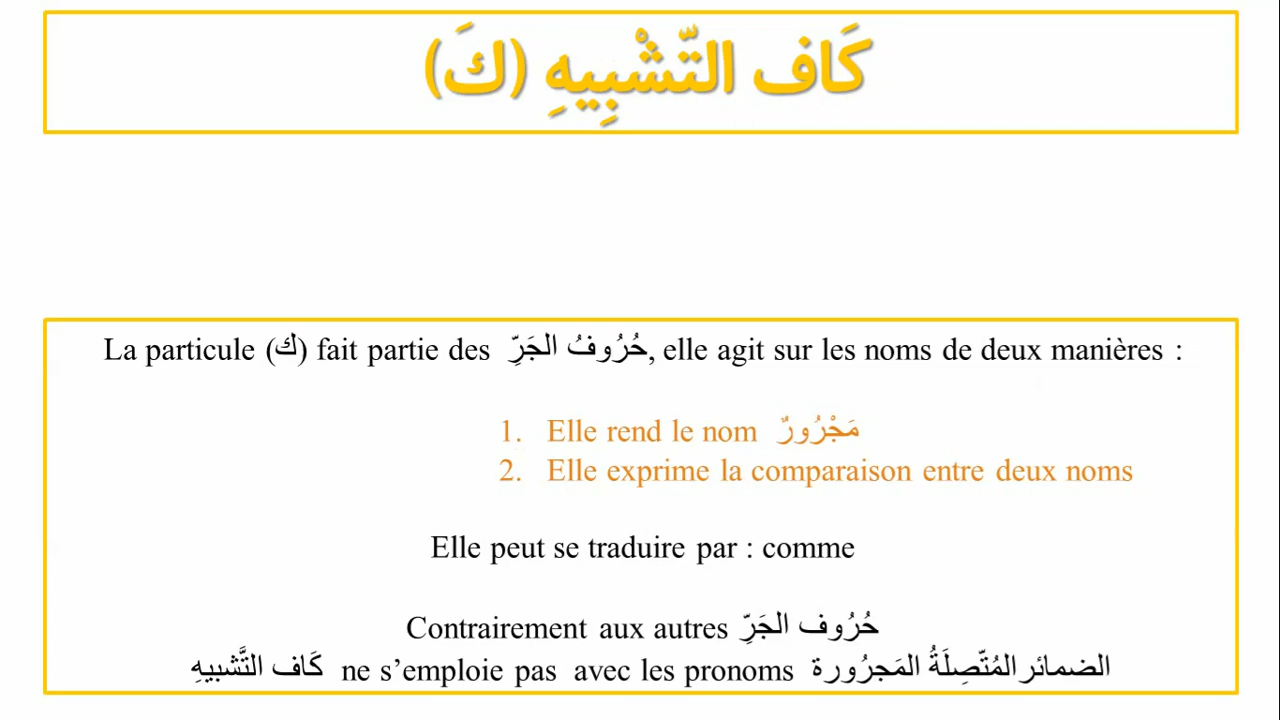 كَاف التّشْبِيهِ (كَ)
La particule (ك) fait partie des حُرُوفُ الجَرِّ, elle agit sur les noms de deux manières :
1. Elle rend le nom مَجْرُورٌ
2. Elle exprime la comparaison entre deux noms
Elle peut se traduire par : comme
Contrairement aux autres حُرُوف الجَرِّ
كَاف التَّشبيهِ ne s’emploie pas avec les pronoms الضمائر المُتَّصِلَةُ المَجرُورة